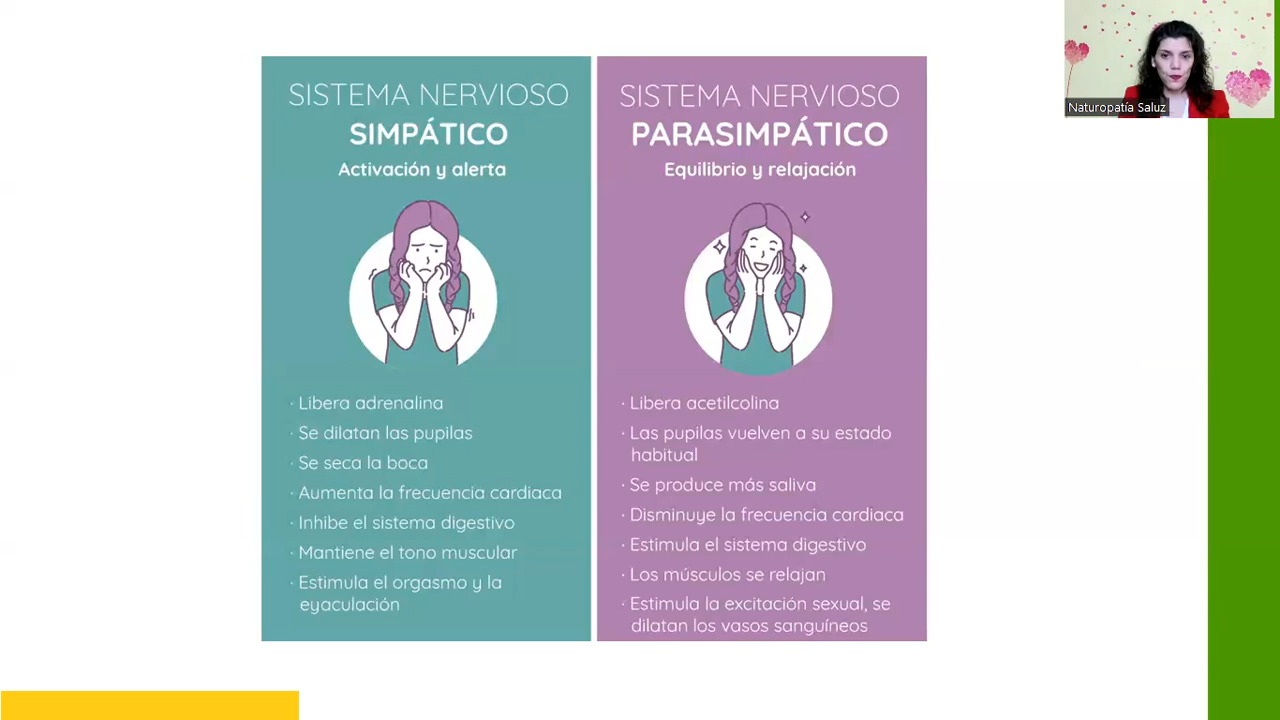 SISTEMA NERVIOSO
SIMPÁTICO
Activación y alerta
· Libera adrenalina
· Se dilatan las pupilas
· Se seca la boca
· Aumenta la frecuencia cardiaca
· Inhibe el sistema digestivo
· Mantiene el tono muscular
· Estimula el orgasmo y la
eyaculación
SISTEMA NERVIOSO
PARASIMPÁTICO
Equilibrio y relajación
· Libera acetilcolina
· Las pupilas vuelven a su estado
habitual
· Se produce más saliva
· Disminuye la frecuencia cardiaca
· Estimula el sistema digestivo
· Los músculos se relajan
· Estimula la excitación sexual, se
dilatan los vasos sanguíneos
Naturopatía Saluz